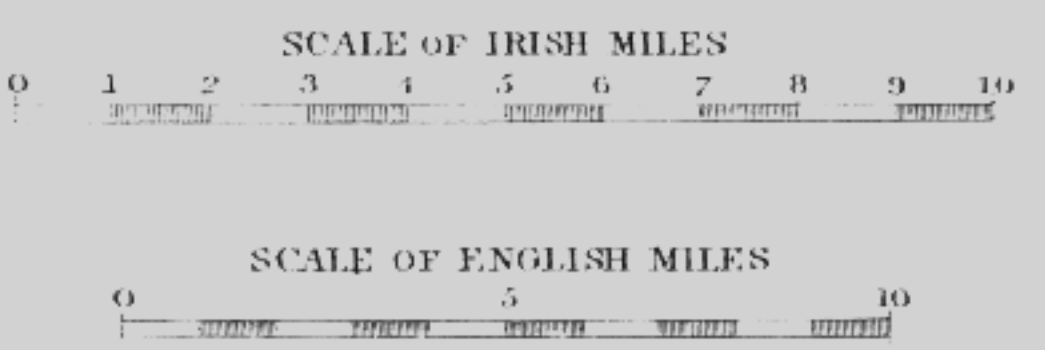 SCALE OF IRISH MILES
0 1 2 3 4 5 6 7 8 9 10
SCALE OF ENGLISH MILES
0 5 10